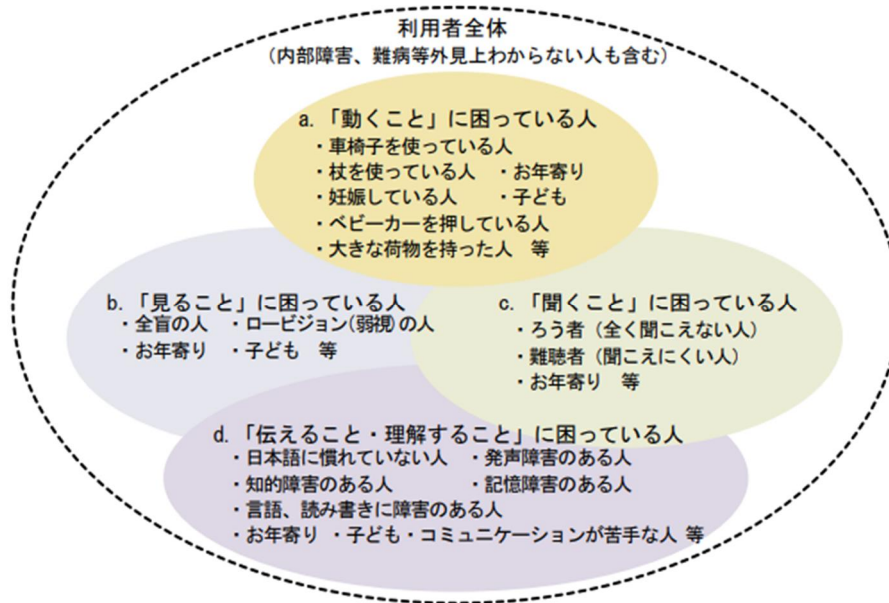 利用者全体
（内部障害、難病等外見上わからない人も含む）
a. 「動くこと」に困っている人
・車椅子を使っている人
・杖を使っている人　・お年寄り
・妊娠している人　・子ども
・ベビーカーを押している人
・大きな荷物を持った人　等
b. 「見ること」に困っている人
・全盲の人　・ロービジョン(弱視)の人
・お年寄り　・子ども　等
c. 「聞くこと」に困っている人
・ろう者（全く聞こえない人）
・難聴者（聞こえにくい人）
・お年寄り　等
d. 「伝えること・理解すること」に困っている人
・日本語に慣れていない人　・発声障害のある人
・知的障害のある人　・記憶障害のある人
・言語、読み書きに障害のある人
・お年寄り ・子ども・コミュニケーションが苦手な人 等